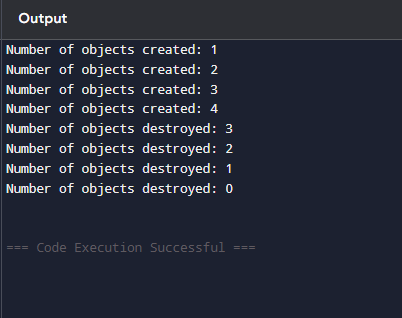 Output
Number of objects created: 1
Number of objects created: 2
Number of objects created: 3
Number of objects created: 4
Number of objects destroyed: 3
Number of objects destroyed: 2
Number of objects destroyed: 1
Number of objects destroyed: 0
=== Code Execution Successful ===